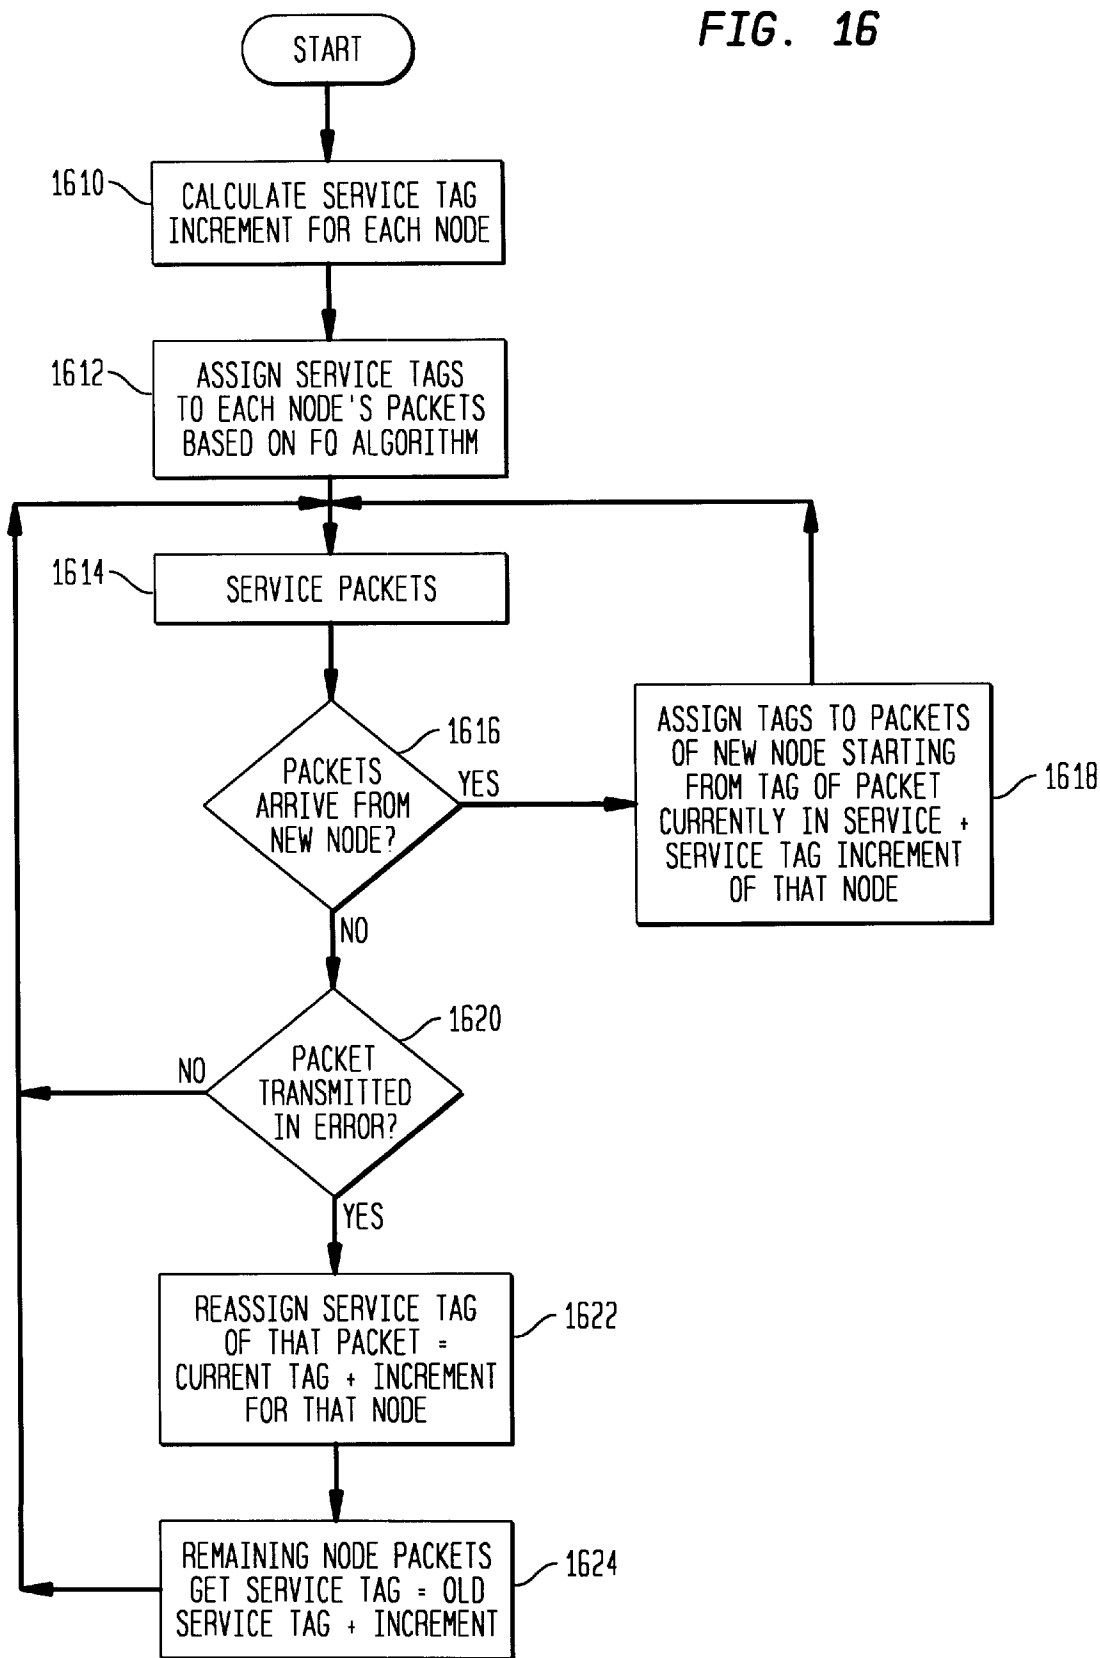 FIG. 16
START
1610
CALCULATE SERVICE TAG
INCREMENT FOR EACH NODE
1612
ASSIGN SERVICE TAGS
TO EACH NODE'S PACKETS
BASED ON FQ ALGORITHM
1614
SERVICE PACKETS
1616
PACKETS
ARRIVE FROM
NEW NODE?
YES
ASSIGN TAGS TO PACKETS
OF NEW NODE STARTING
FROM TAG OF PACKET
CURRENTLY IN SERVICE +
SERVICE TAG INCREMENT
OF THAT NODE
1618
NO
1620
PACKET
TRANSMITTED
IN ERROR?
NO
YES
REASSIGN SERVICE TAG
OF THAT PACKET =
CURRENT TAG + INCREMENT
FOR THAT NODE
1622
REMAINING NODE PACKETS
GET SERVICE TAG = OLD
SERVICE TAG + INCREMENT
1624